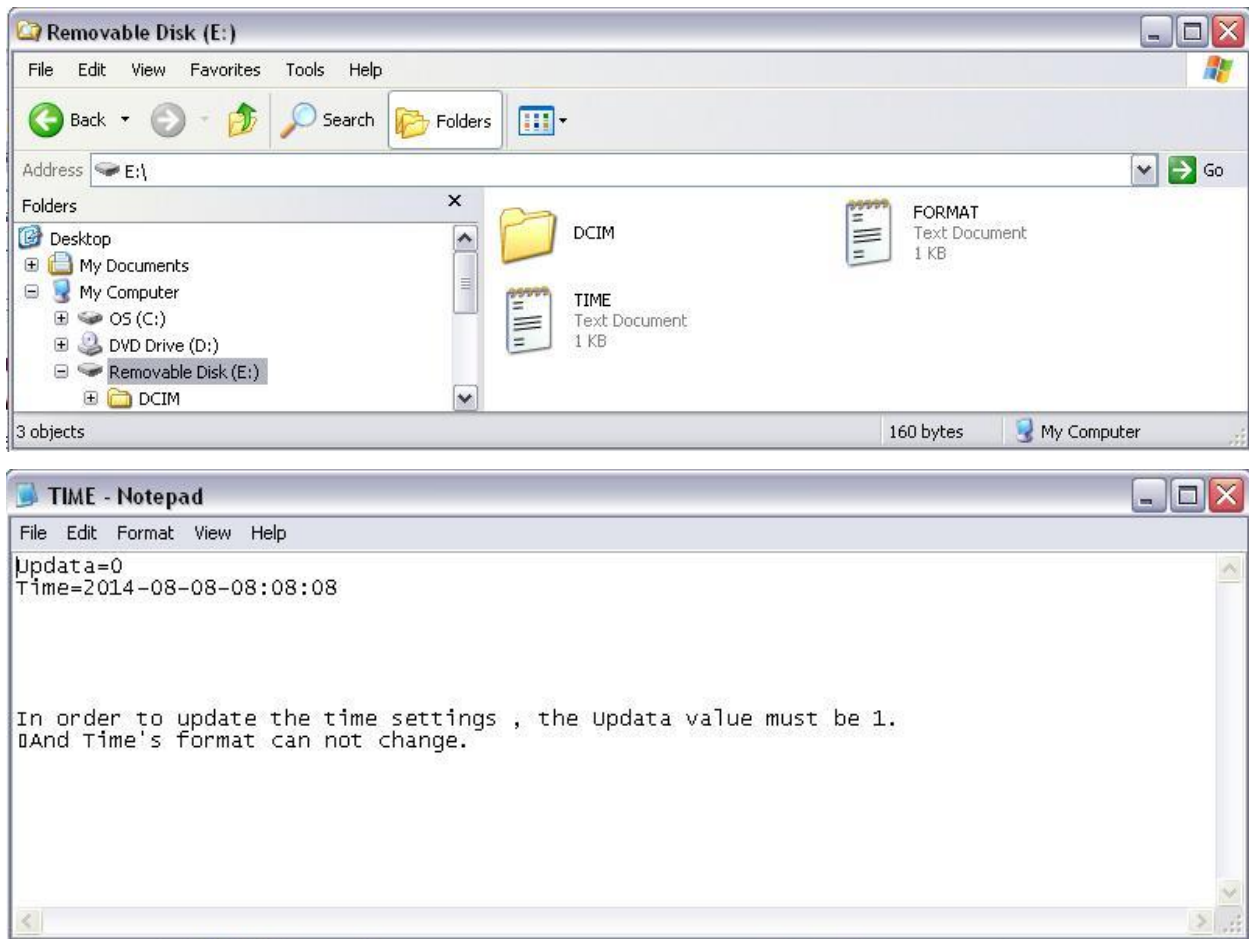 Removable Disk (E:)
File Edit View Favorites Tools Help
Back Search Folders
Address E:\ Go
Folders
Desktop
My Documents
My Computer
OS (C:)
DVD Drive (D:)
Removable Disk (E:)
DCIM
DCIM
FORMAT
Text Document
1 KB
TIME
Text Document
1 KB
3 objects 160 bytes My Computer
TIME - Notepad
File Edit Format View Help
Updata=0
Time=2014-08-08-08:08:08
In order to update the time settings , the Updata value must be 1.
▯And Time's format can not change.